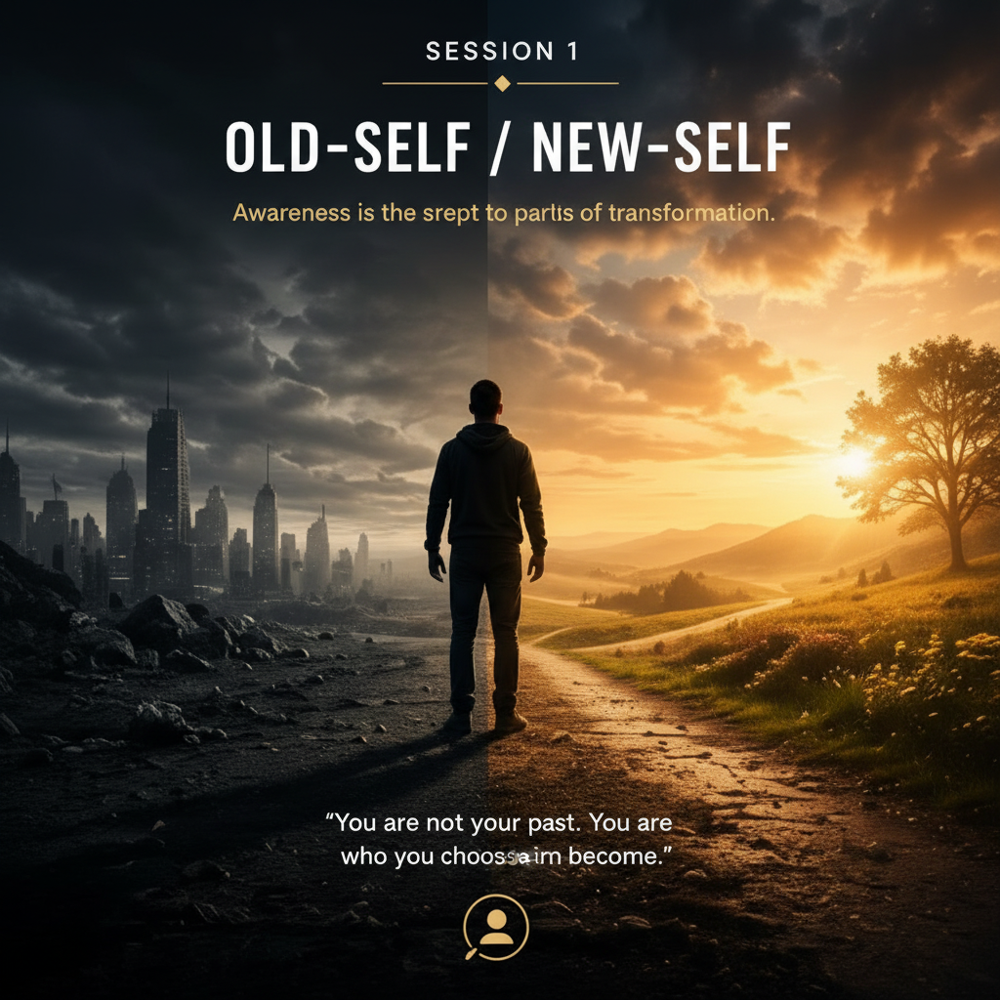 SESSION 1
OLD-SELF / NEW-SELF
Awareness is the srept to partıs of transformation.
“You are not your past. You are
who you become.”